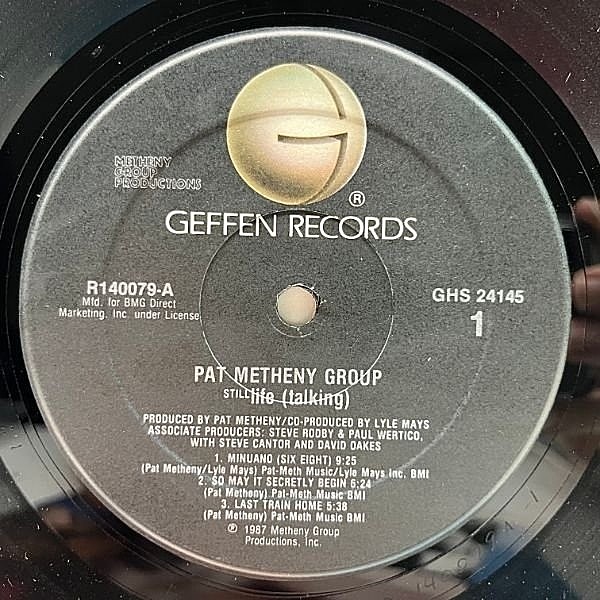 METHENY
GROUP
PRODUCTIONS
®
GEFFEN RECORDS
R140079-A
Mfd. for BMG Direct
Marketing, Inc. under License
GHS 24145
1
PAT METHENY GROUP
STILL life (talking)
PRODUCED BY PAT METHENY/CO-PRODUCED BY LYLE MAYS
ASSOCIATE PRODUCERS: STEVE RODBY & PAUL WERTICO,
WITH STEVE CANTOR AND DAVID OAKES
1. MINUANO (SIX EIGHT) 9:25
(Pat Metheny/Lyle Mays) Pat-Meth Music/Lyle Mays Inc. BMI
2. SO MAY IT SECRETLY BEGIN 6:24
(Pat Metheny) Pat-Meth Music BMI
3. LAST TRAIN HOME 5:38
(Pat Metheny) Pat-Meth Music BMI
℗ 1987 Metheny Group
Productions, Inc.